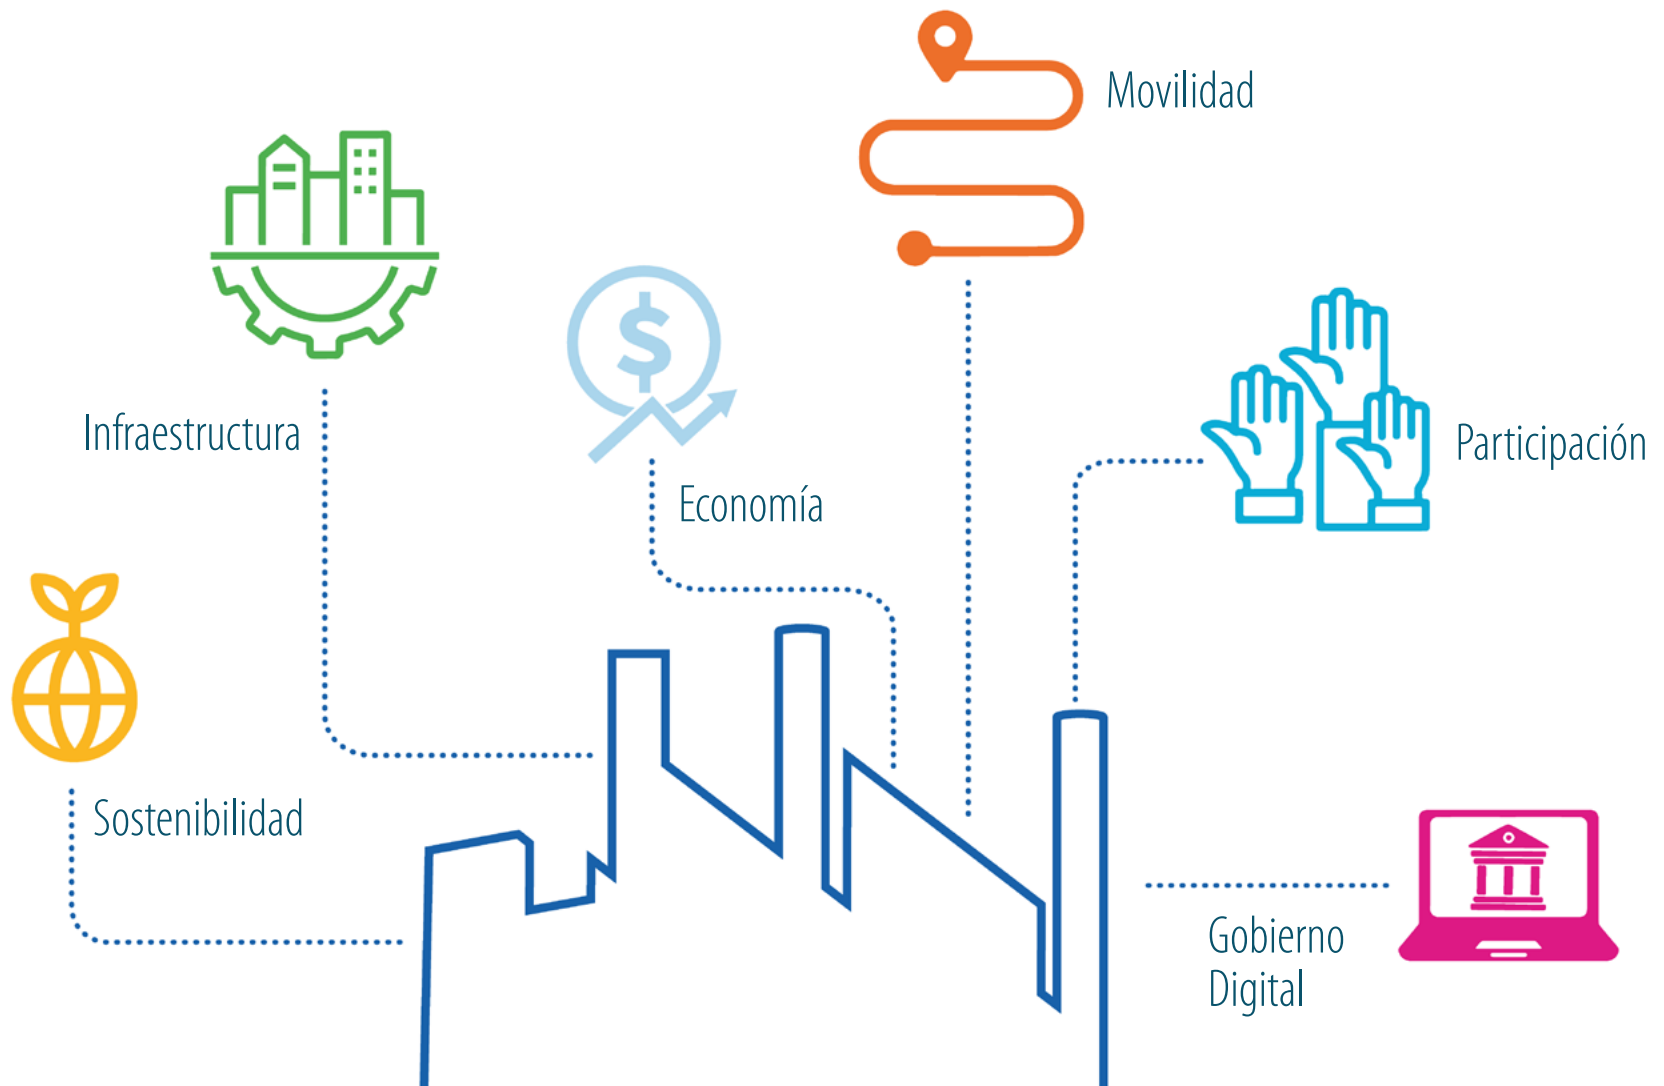 Movilidad
Infraestructura
Participación
Economía
Sostenibilidad
Gobierno
Digital